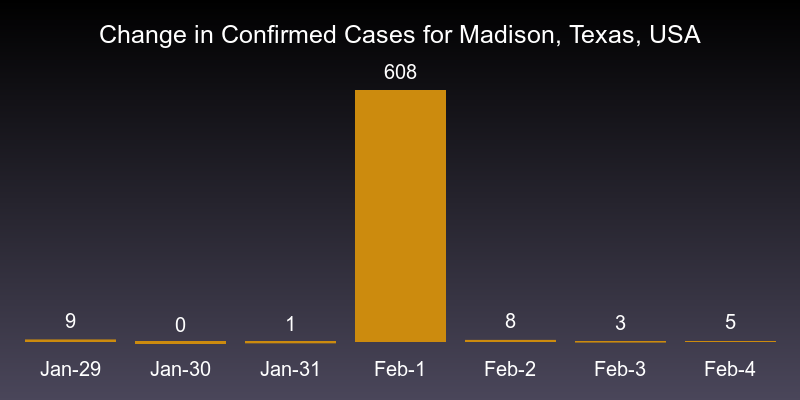 Change in Confirmed Cases for Madison, Texas, USA
608
9 0 1 8 3 5
Jan-29 Jan-30 Jan-31 Feb-1 Feb-2 Feb-3 Feb-4